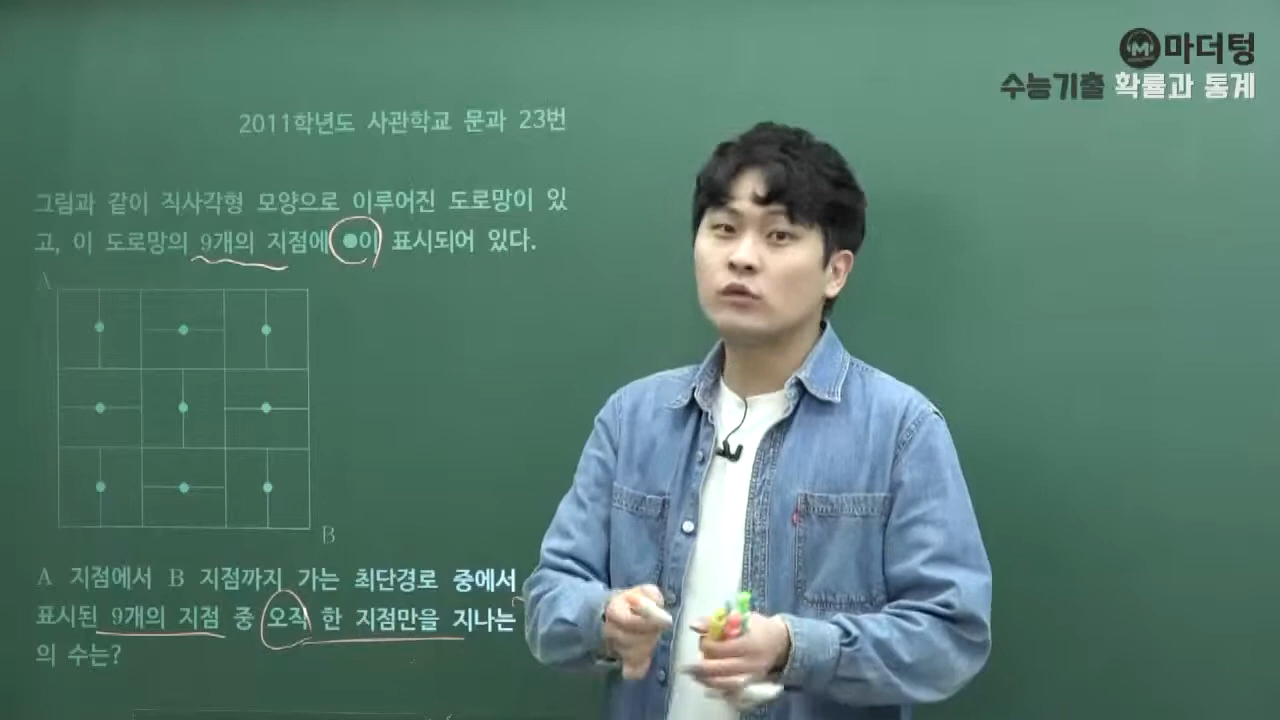 마더텅
수능기출 확률과 통계
2011학년도 사관학교 문과 23번
그림과 같이 직사각형 모양으로 이루어진 도로망이 있
고, 이 도로망의 9개의 지점에 ●이 표시되어 있다.
A
B
A 지점에서 B 지점까지 가는 최단경로 중에서
표시된 9개의 지점 중 오직 한 지점만을 지나는
의 수는?